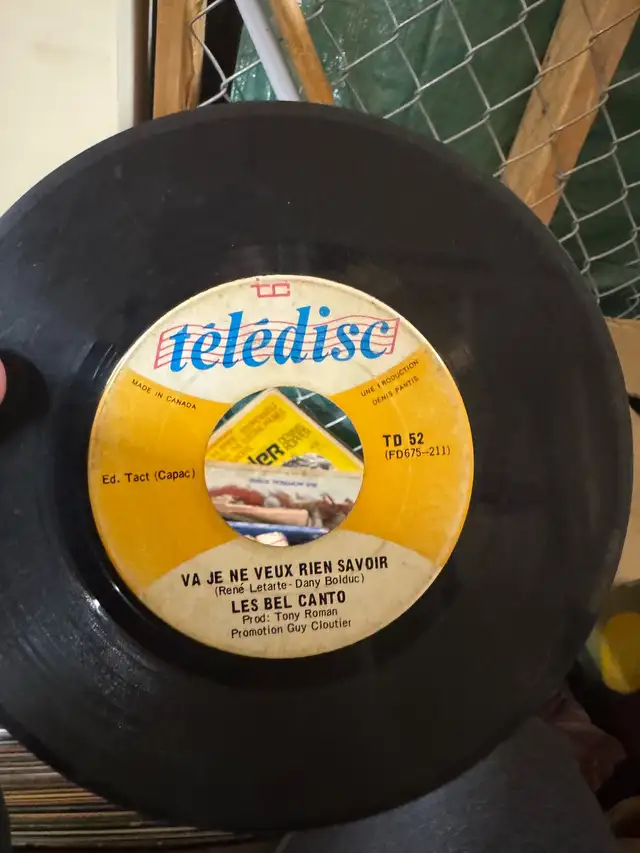 télédisc
MADE IN CANADA
UNE PRODUCTION
DENIS PANTIS
TD 52
(FD675-211)
Ed. Tact (Capac)
VA JE NE VEUX RIEN SAVOIR
(René Letarte - Dany Bolduc)
LES BEL CANTO
Prod: Tony Roman
Promotion Guy Cloutier